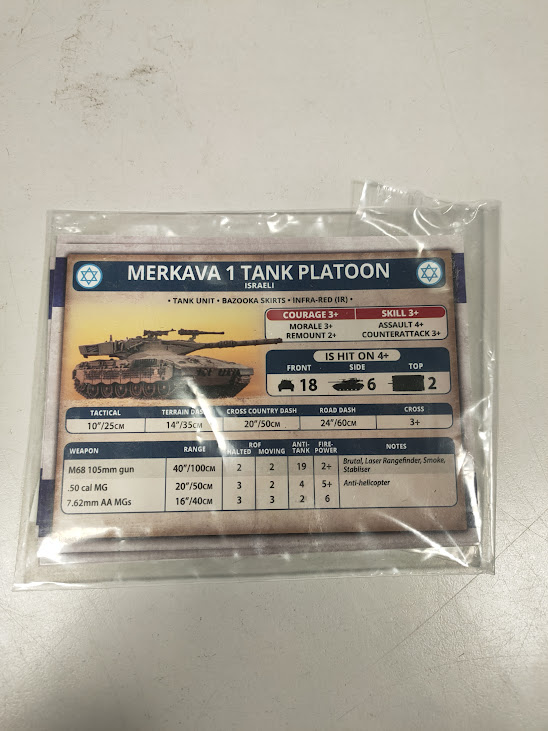 MERKAVA 1 TANK PLATOON
ISRAELI
• TANK UNIT • BAZOOKA SKIRTS • INFRA-RED (IR) •
COURAGE 3+ SKILL 3+
MORALE 3+ ASSAULT 4+
REMOUNT 2+ COUNTERATTACK 3+
IS HIT ON 4+
FRONT SIDE TOP
18 6 2
TACTICAL TERRAIN DASH CROSS COUNTRY DASH ROAD DASH CROSS
10"/25CM 14"/35CM 20"/50CM 24"/60CM 3+
WEAPON RANGE ROF HALTED MOVING ANTI-TANK FIRE-POWER NOTES
M68 105mm gun 40"/100CM 2 2 19 2+ Brutal, Laser Rangefinder, Smoke,
Stabiliser
.50 cal MG 20"/50CM 3 2 4 5+ Anti-helicopter
7.62mm AA MGs 16"/40CM 3 3 2 6